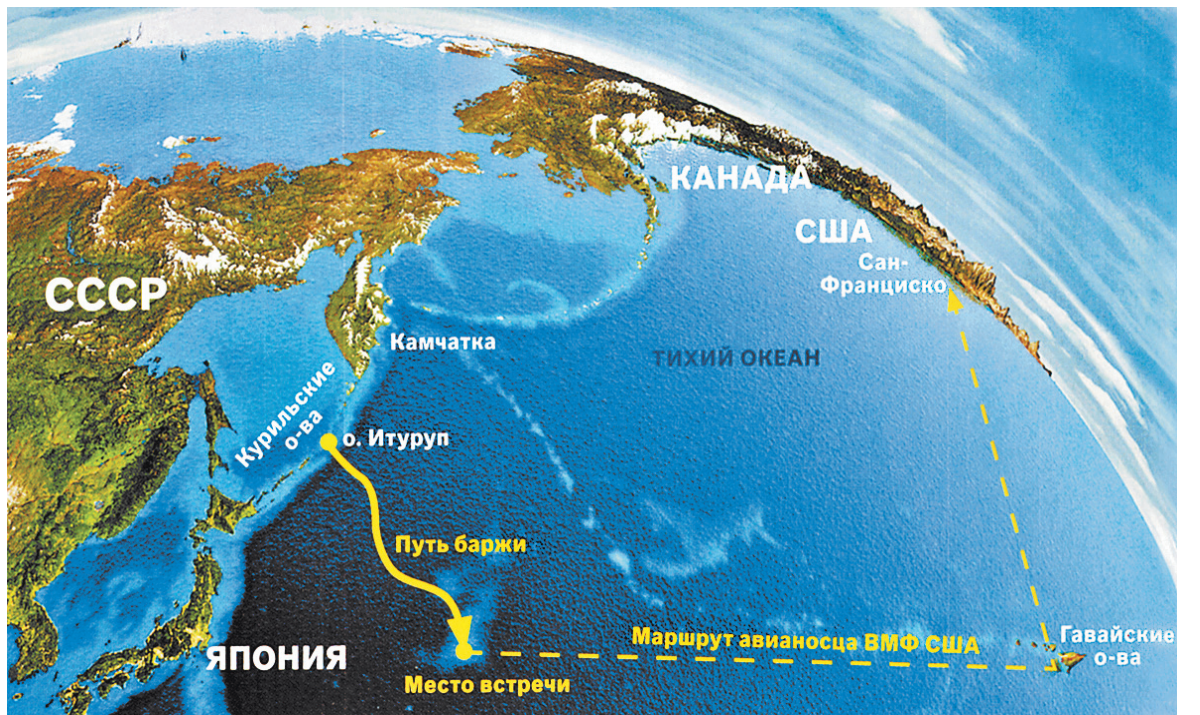 КАНАДА
США
Сан-
Франциско
СССР
Камчатка
ТИХИЙ ОКЕАН
Курильские
о-ва
о. Итуруп
Путь баржи
Маршрут авианосца ВМФ США
Гавайские
о-ва
ЯПОНИЯ
Место встречи